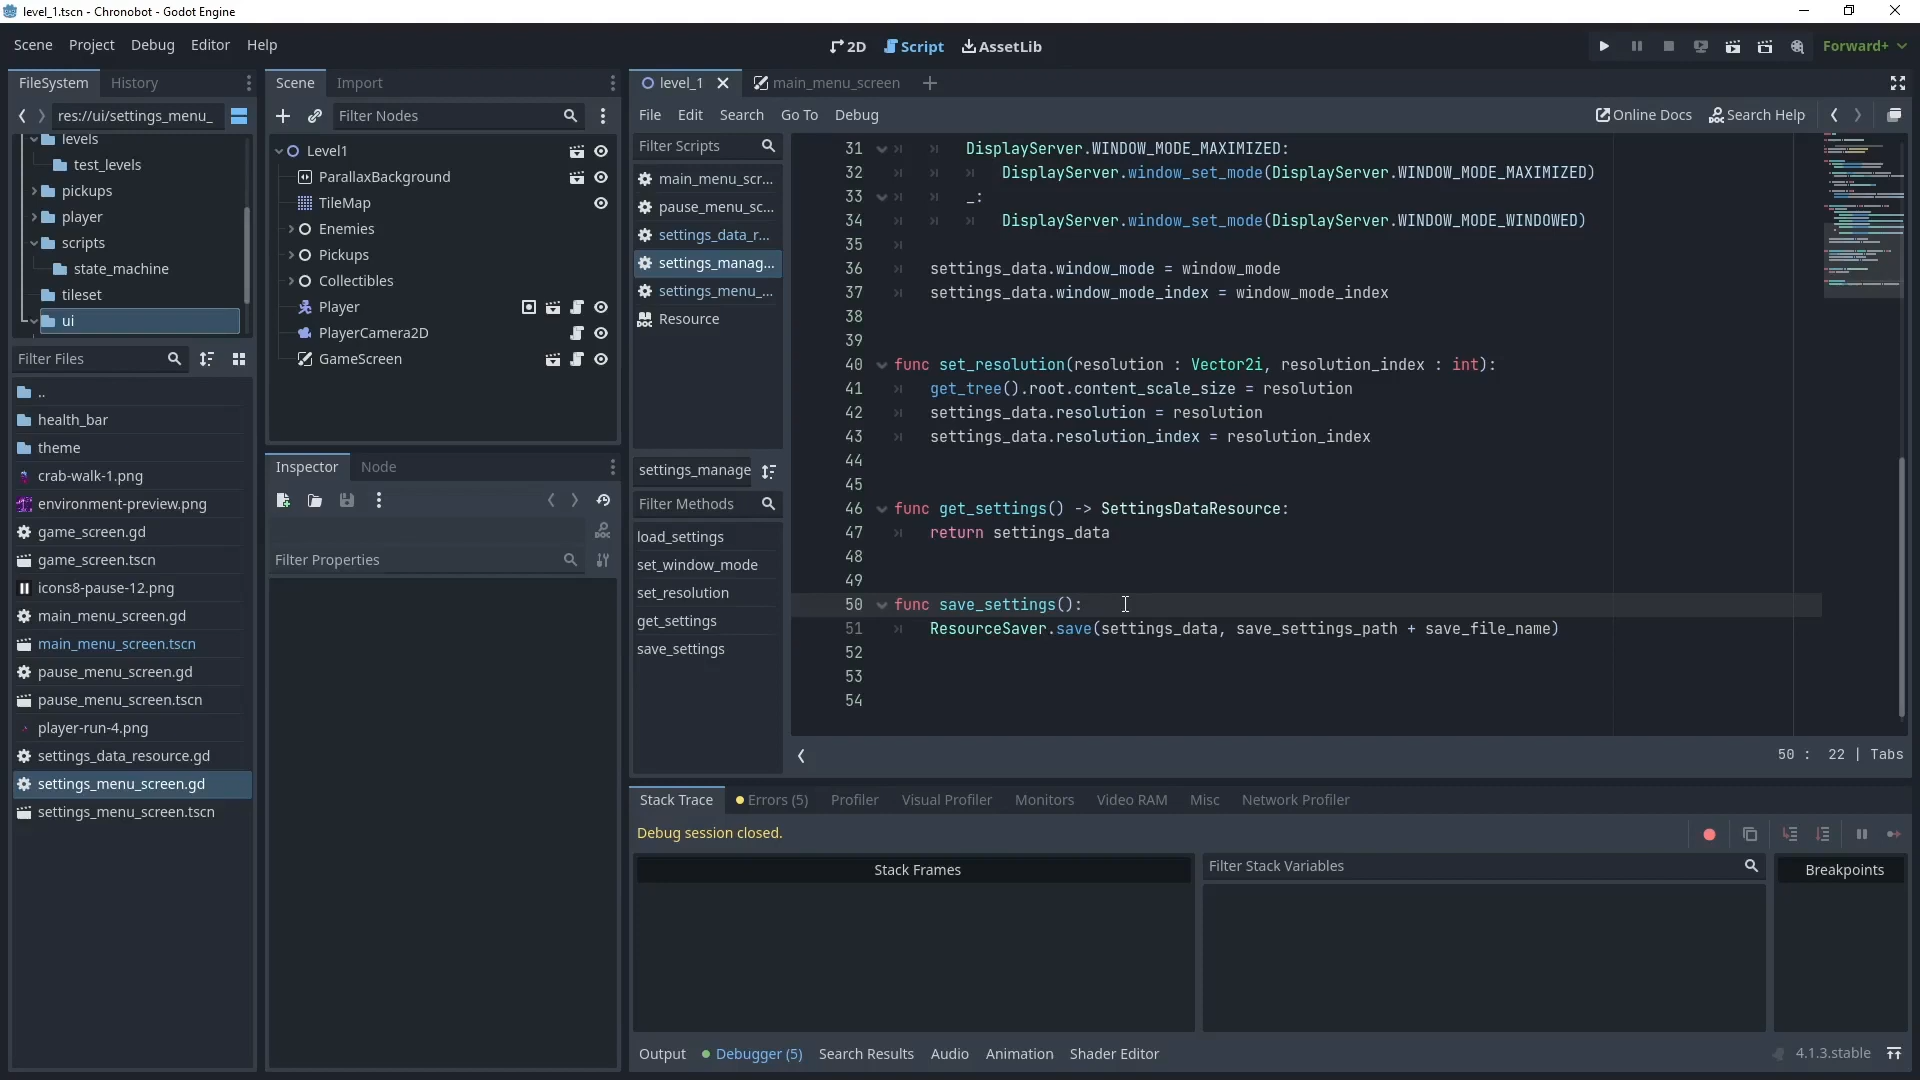 level_1.tscn - Chronobot - Godot Engine
Scene Project Debug Editor Help
2D Script AssetLib
Forward+
FileSystem History
res://ui/settings_menu_
levels
test_levels
pickups
player
scripts
state_machine
tileset
ui
Filter Files
..
health_bar
theme
crab-walk-1.png
environment-preview.png
game_screen.gd
game_screen.tscn
icons8-pause-12.png
main_menu_screen.gd
main_menu_screen.tscn
pause_menu_screen.gd
pause_menu_screen.tscn
player-run-4.png
settings_data_resource.gd
settings_menu_screen.gd
settings_menu_screen.tscn
Scene Import
Filter Nodes
Level1
ParallaxBackground
TileMap
Enemies
Pickups
Collectibles
Player
PlayerCamera2D
GameScreen
Inspector Node
Filter Properties
level_1 main_menu_screen
File Edit Search Go To Debug
Online Docs Search Help
Filter Scripts
main_menu_scr...
pause_menu_sc...
settings_data_r...
settings_manag...
settings_menu_...
Resource
settings_manage
Filter Methods
load_settings
set_window_mode
set_resolution
get_settings
save_settings
31 DisplayServer.WINDOW_MODE_MAXIMIZED:
32 DisplayServer.window_set_mode(DisplayServer.WINDOW_MODE_MAXIMIZED)
33 _:
34 DisplayServer.window_set_mode(DisplayServer.WINDOW_MODE_WINDOWED)
35
36 settings_data.window_mode = window_mode
37 settings_data.window_mode_index = window_mode_index
38
39
40 func set_resolution(resolution : Vector2i, resolution_index : int):
41 get_tree().root.content_scale_size = resolution
42 settings_data.resolution = resolution
43 settings_data.resolution_index = resolution_index
44
45
46 func get_settings() -> SettingsDataResource:
47 return settings_data
48
49
50 func save_settings():
51 ResourceSaver.save(settings_data, save_settings_path + save_file_name)
52
53
54
50 : 22 | Tabs
Stack Trace Errors (5) Profiler Visual Profiler Monitors Video RAM Misc Network Profiler
Debug session closed.
Stack Frames
Filter Stack Variables
Breakpoints
Output Debugger (5) Search Results Audio Animation Shader Editor
4.1.3.stable